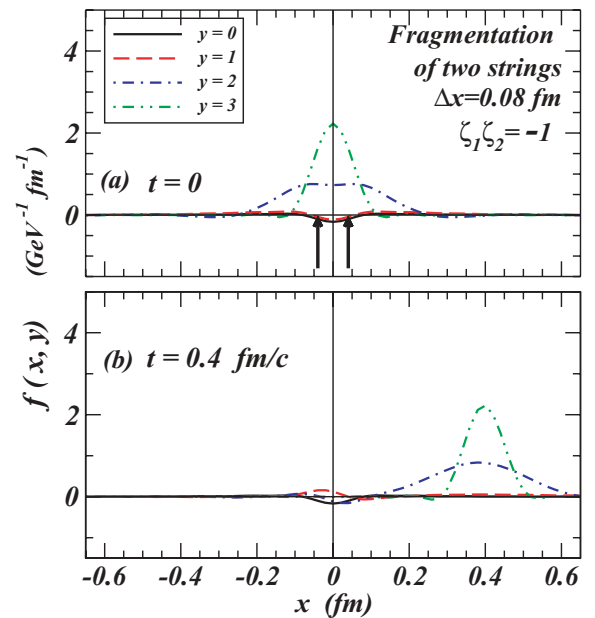 4
2
0
(GeV⁻¹ fm⁻¹)
y = 0
y = 1
y = 2
y = 3
Fragmentation
of two strings
Δx=0.08 fm
ζ₁ζ₂= −1
(a) t = 0
4
2
0
f ( x, y )
(b) t = 0.4 fm/c
-0.6 -0.4 -0.2 0 0.2 0.4 0.6
x (fm)